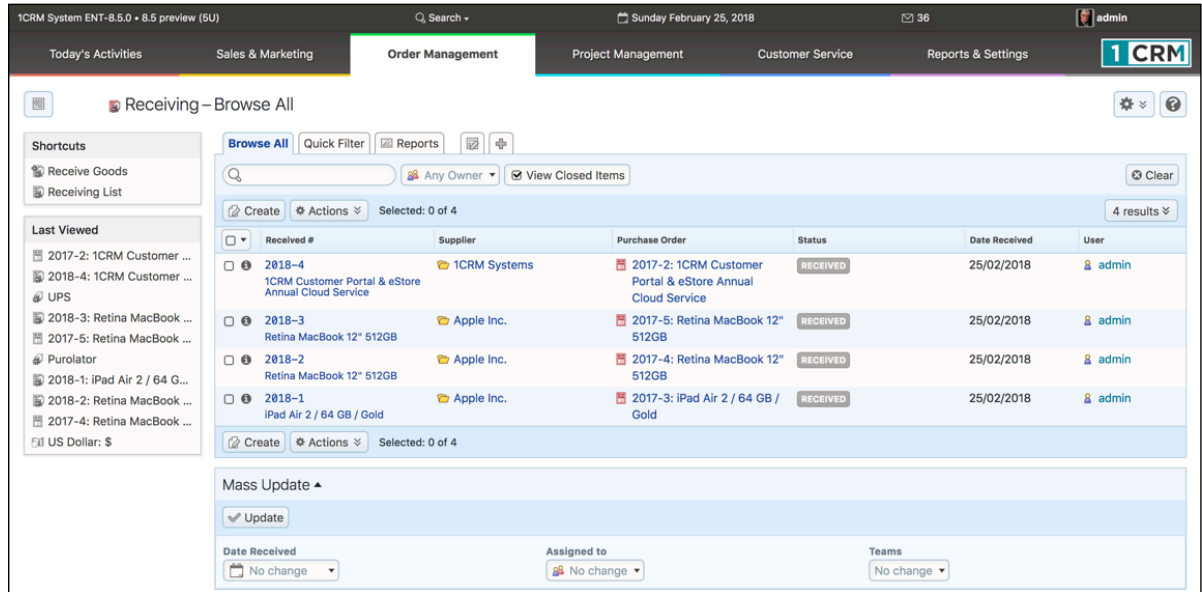 1CRM System ENT-8.5.0 • 8.5 preview (5U) Search Sunday February 25, 2018 36 admin
Today's Activities Sales & Marketing Order Management Project Management Customer Service Reports & Settings 1 CRM
Receiving – Browse All
Shortcuts
Receive Goods
Receiving List
Last Viewed
2017-2: 1CRM Customer ...
2018-4: 1CRM Customer ...
UPS
2018-3: Retina MacBook ...
2017-5: Retina MacBook ...
Purolator
2018-1: iPad Air 2 / 64 G...
2018-2: Retina MacBook ...
2017-4: Retina MacBook ...
US Dollar: $
Browse All Quick Filter Reports
Any Owner View Closed Items Clear
Create Actions Selected: 0 of 4 4 results
Received # Supplier Purchase Order Status Date Received User
2018-4 1CRM Systems 2017-2: 1CRM Customer RECEIVED 25/02/2018 admin
1CRM Customer Portal & eStore Portal & eStore Annual
Annual Cloud Service Cloud Service
2018-3 Apple Inc. 2017-5: Retina MacBook 12" RECEIVED 25/02/2018 admin
Retina MacBook 12" 512GB 512GB
2018-2 Apple Inc. 2017-4: Retina MacBook 12" RECEIVED 25/02/2018 admin
Retina MacBook 12" 512GB 512GB
2018-1 Apple Inc. 2017-3: iPad Air 2 / 64 GB / RECEIVED 25/02/2018 admin
iPad Air 2 / 64 GB / Gold Gold
Create Actions Selected: 0 of 4
Mass Update
Update
Date Received Assigned to Teams
No change No change No change